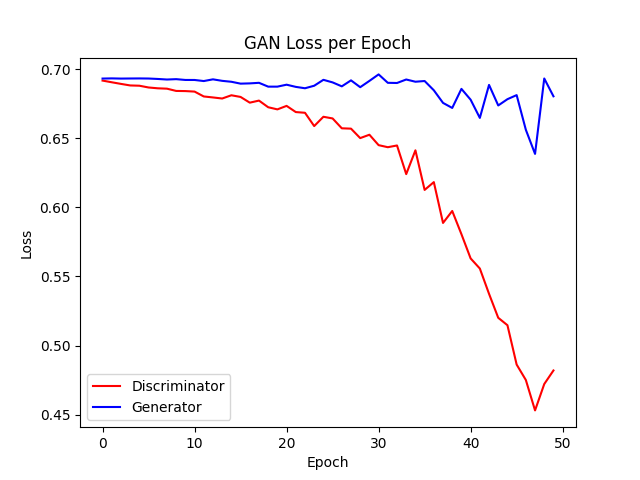 GAN Loss per Epoch
0.70
0.65
0.60
0.55
0.50
0.45
Loss
Discriminator
Generator
0 10 20 30 40 50
Epoch